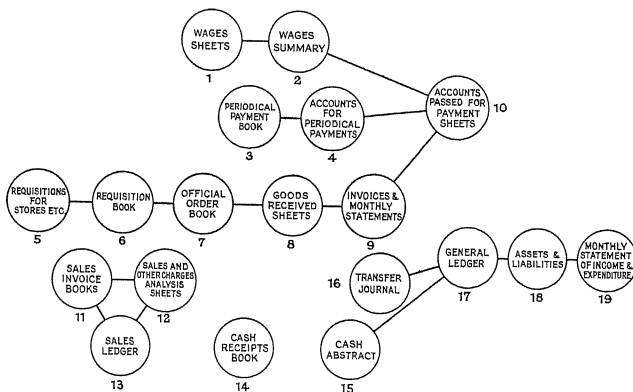 WAGES
SHEETS
1
WAGES
SUMMARY
2
PERIODICAL
PAYMENT
BOOK
3
ACCOUNTS
FOR
PERIODICAL
PAYMENTS
4
ACCOUNTS
PASSED FOR
PAYMENT
SHEETS
10
REQUISITIONS
FOR
STORES ETC.
5
REQUISITION
BOOK
6
OFFICIAL
ORDER
BOOK
7
GOODS
RECEIVED
SHEETS
8
INVOICES &
MONTHLY
STATEMENTS
9
SALES
INVOICE
BOOKS
11
SALES AND
OTHER CHARGES
ANALYSIS
SHEETS
12
SALES
LEDGER
13
CASH
RECEIPTS
BOOK
14
CASH
ABSTRACT
15
16
TRANSFER
JOURNAL
GENERAL
LEDGER
17
ASSETS &
LIABILITIES
18
MONTHLY
STATEMENT
OF INCOME &
EXPENDITURE
19